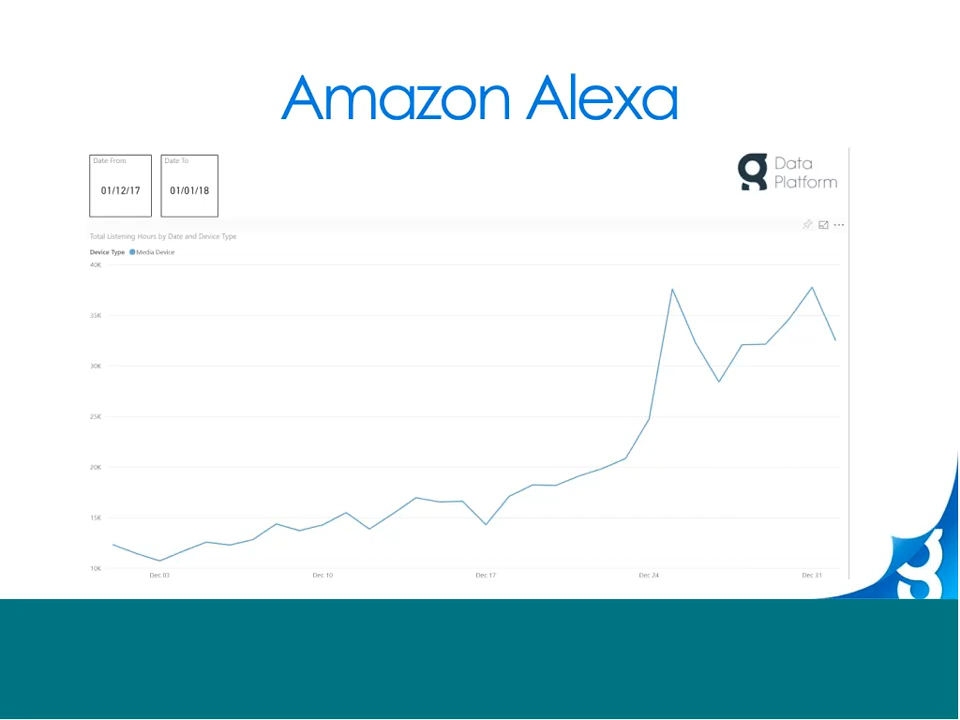 Amazon Alexa
Date From
01/12/17
Date To
01/01/18
Data
Platform
Total Listening Hours by Date and Device Type
Device Type Media Device
40K
35K
30K
25K
20K
15K
10K
Dec 03 Dec 10 Dec 17 Dec 24 Dec 31